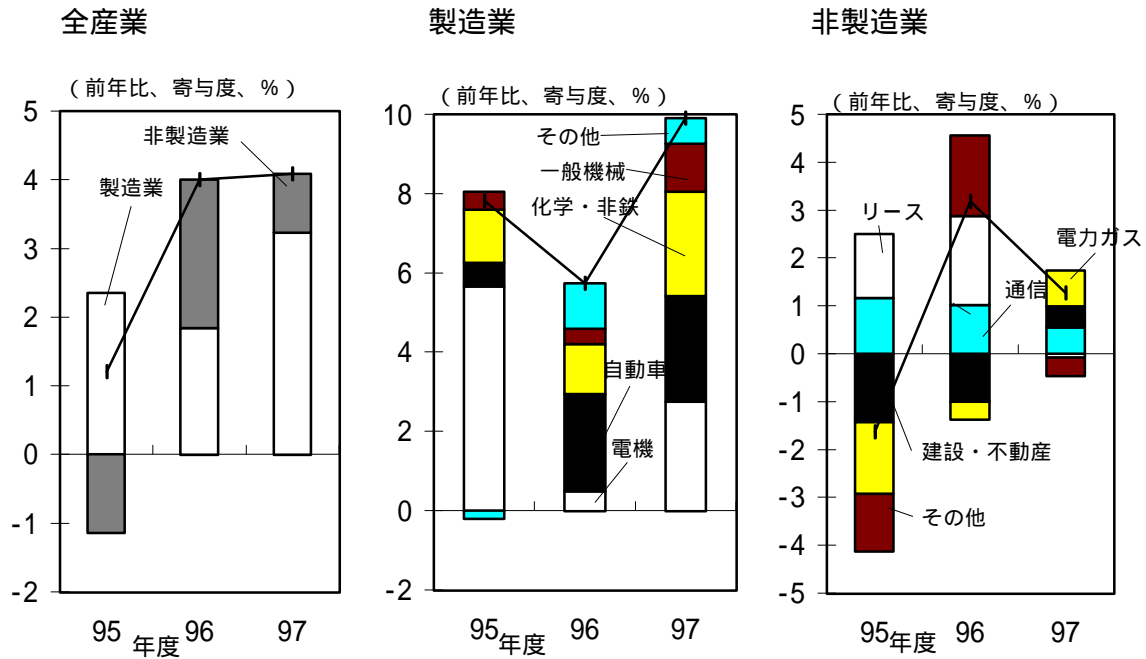 全産業
(前年比、寄与度、%)
5
4
3
2
1
0
-1
-2
非製造業
製造業
95
96
97
年度
製造業
(前年比、寄与度、%)
10
8
6
4
2
0
-2
その他
一般機械
化学・非鉄
自動車
電機
95
96
97
年度
非製造業
(前年比、寄与度、%)
5
4
3
2
1
0
-1
-2
-3
-4
-5
リース
電力ガス
通信
建設・不動産
その他
95
96
97
年度